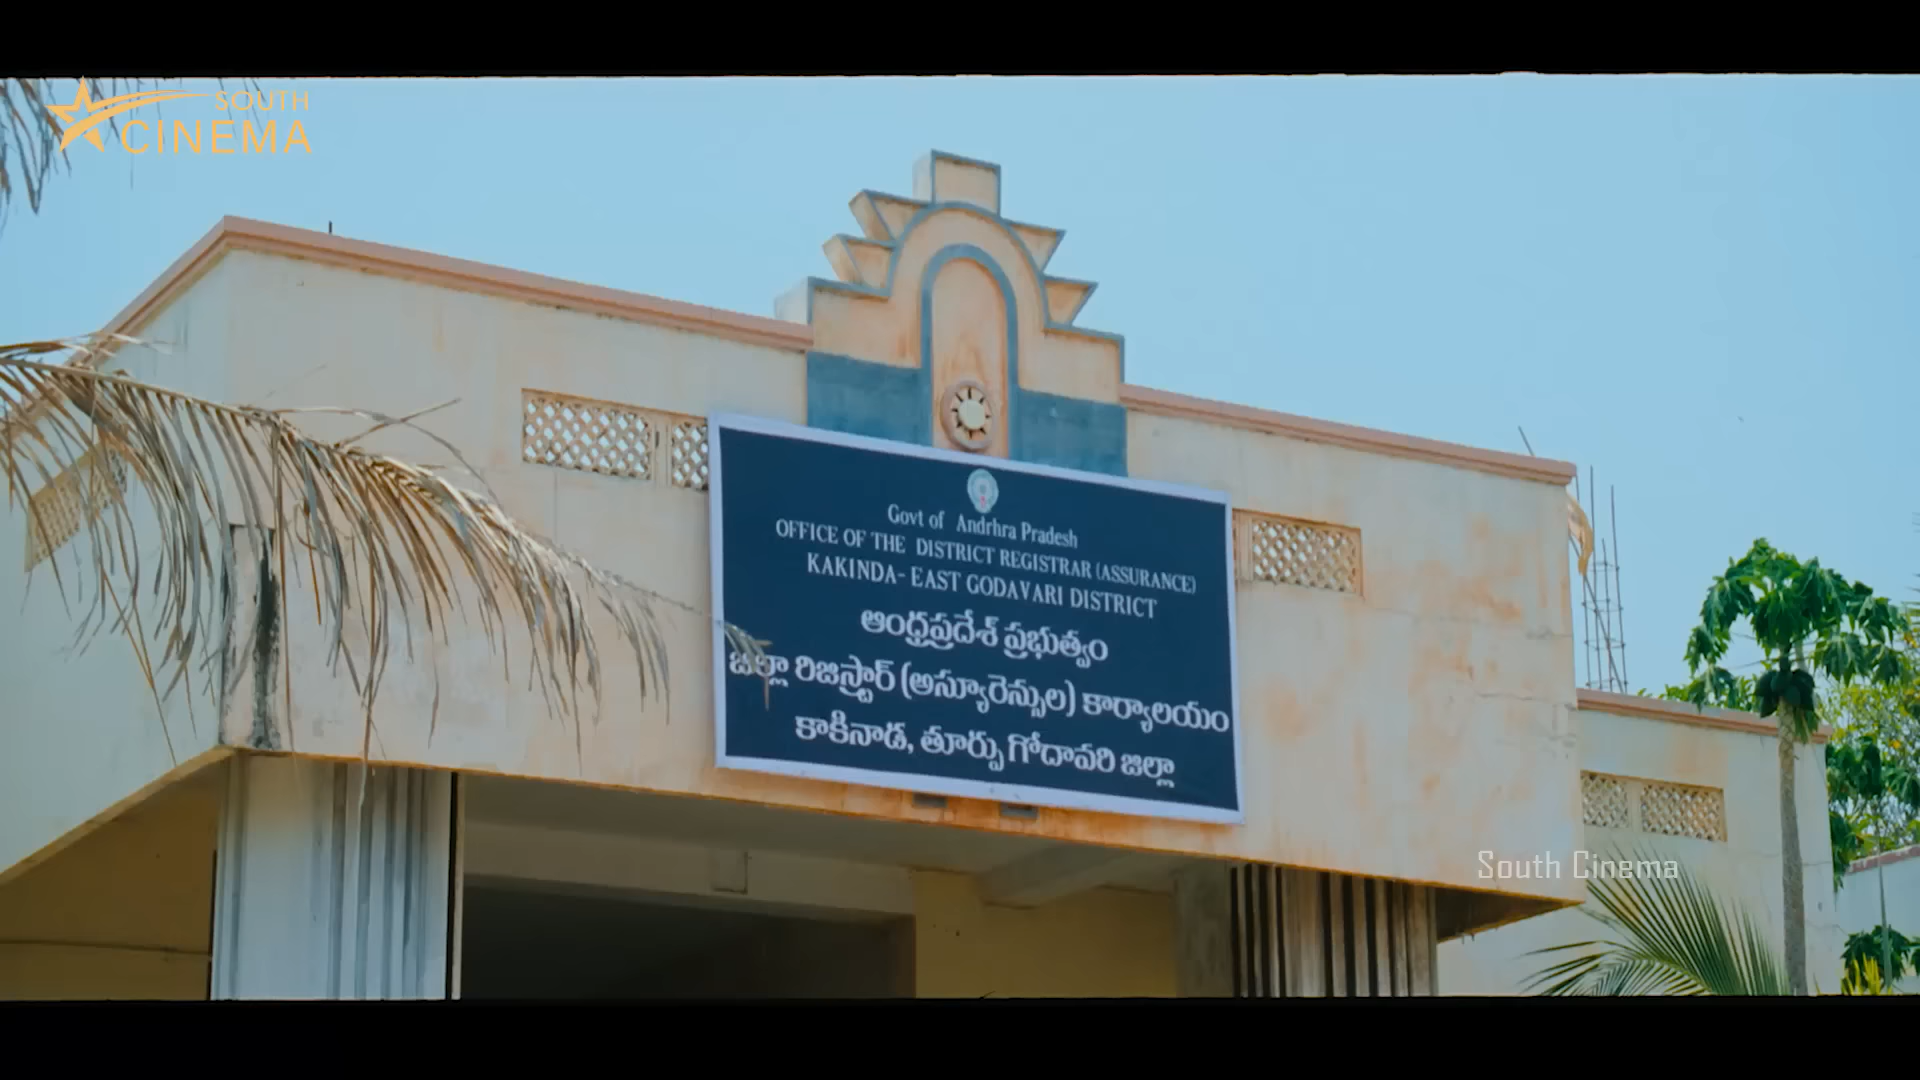 SOUTH
CINEMA
Govt of Andrhra Pradesh
OFFICE OF THE DISTRICT REGISTRAR (ASSURANCE)
KAKINDA- EAST GODAVARI DISTRICT
ఆంధ్రప్రదేశ్ ప్రభుత్వం
జిల్లా రిజిస్ట్రార్ (అస్యూరెన్సుల) కార్యాలయం
కాకినాడ, తూర్పు గోదావరి జిల్లా
South Cinema